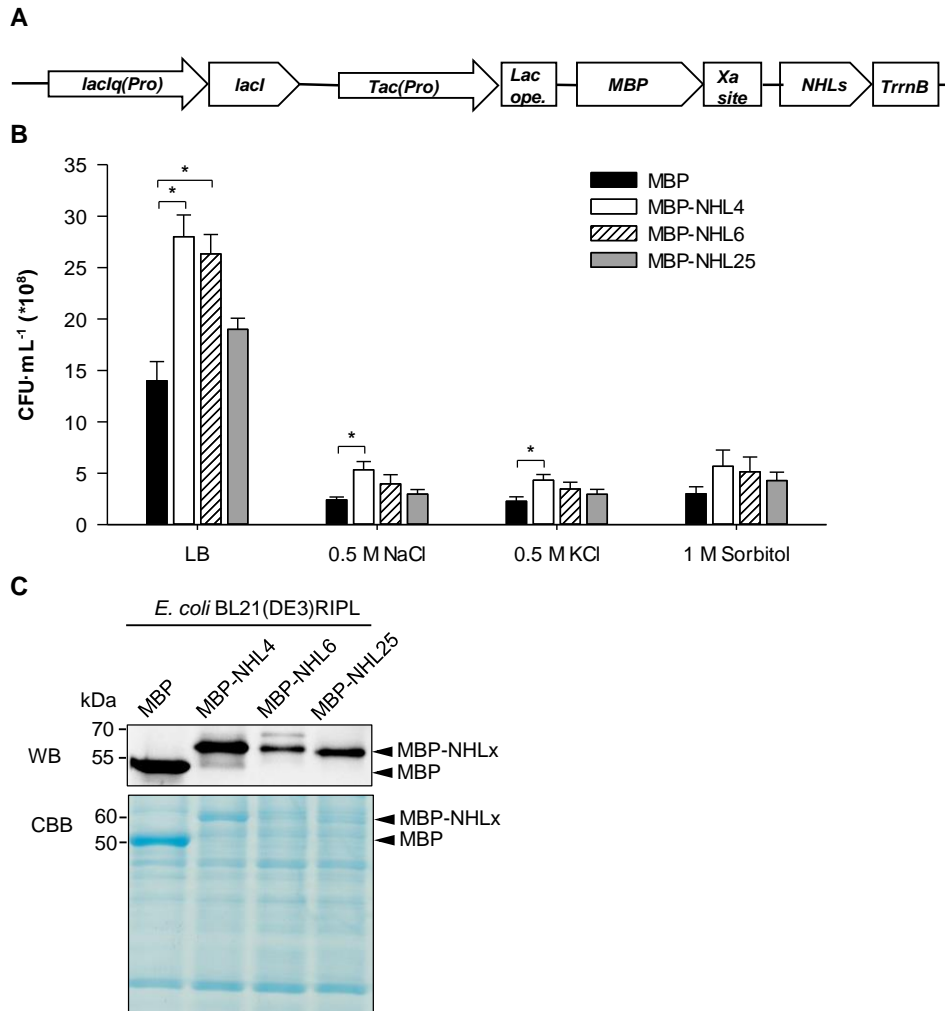 A
lacIq(Pro)
lacI
Tac(Pro)
Lac
ope.
MBP
Xa
site
NHLs
TrrnB
B
35
30
25
20
15
10
5
0
CFU·mL⁻¹ (*10⁸)
*
*
*
*
MBP
MBP-NHL4
MBP-NHL6
MBP-NHL25
LB
0.5 M NaCl
0.5 M KCl
1 M Sorbitol
C
E. coli BL21(DE3)RIPL
kDa
MBP
MBP-NHL4
MBP-NHL6
MBP-NHL25
WB
70
55
MBP-NHLx
MBP
CBB
60
50
MBP-NHLx
MBP